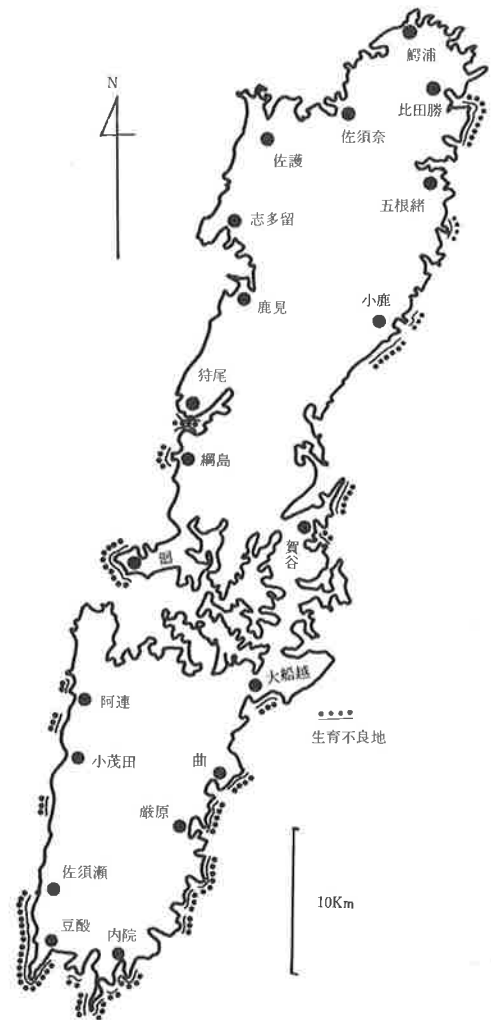 N
鰐浦
比田勝
佐須奈
佐護
五根緒
志多留
小鹿
鹿見
狩尾
綱島
賀谷
廻
大船越
阿連
生育不良地
小茂田
曲
厳原
佐須瀬
10Km
豆酘
内院